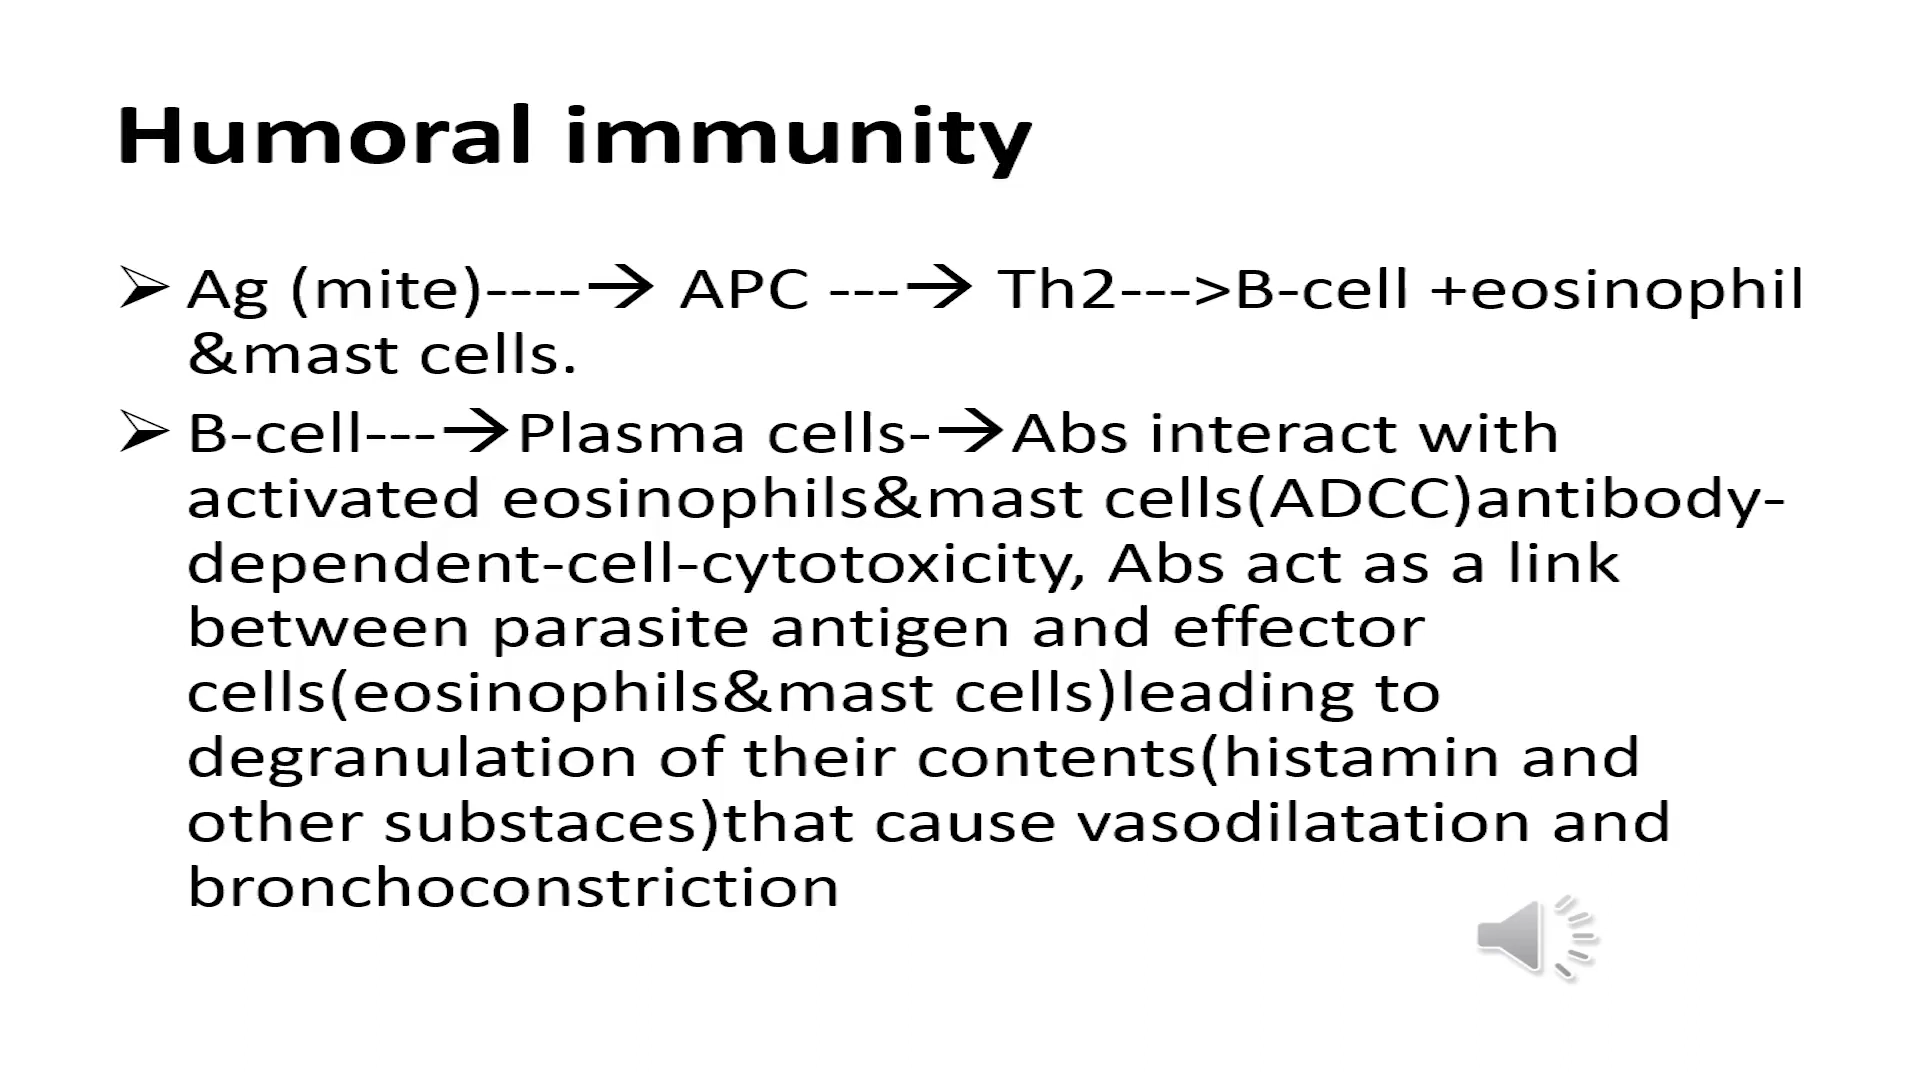 Humoral immunity
➢ Ag (mite)----→ APC ---→ Th2--->B-cell +eosinophil
&mast cells.
➢ B-cell---→Plasma cells-→Abs interact with
activated eosinophils&mast cells(ADCC)antibody-
dependent-cell-cytotoxicity, Abs act as a link
between parasite antigen and effector
cells(eosinophils&mast cells)leading to
degranulation of their contents(histamin and
other substaces)that cause vasodilatation and
bronchoconstriction